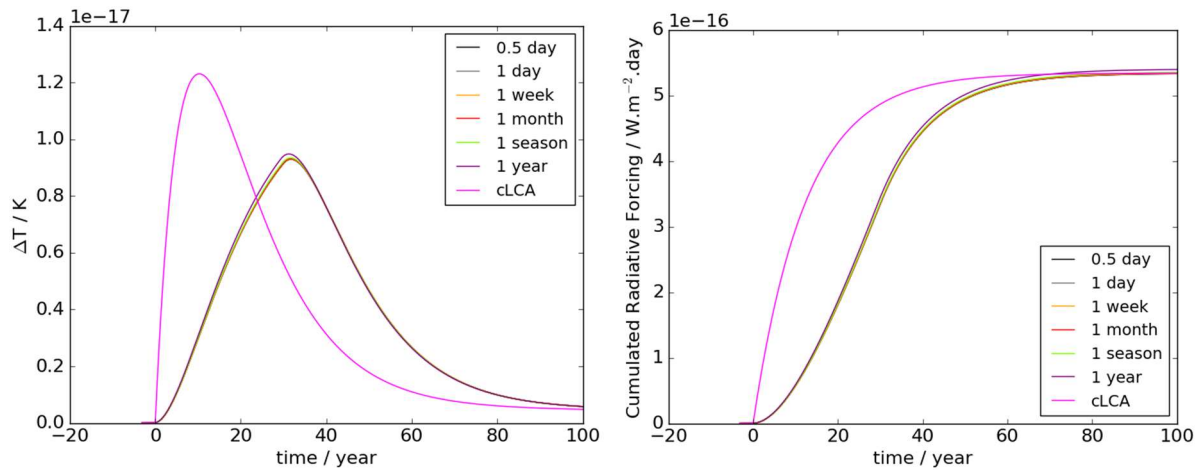 1e−17
1.4
1.2
1.0
0.8
0.6
0.4
0.2
0.0
ΔT / K
−20
0
20
40
60
80
100
time / year
0.5 day
1 day
1 week
1 month
1 season
1 year
cLCA
1e−16
6
5
4
3
2
1
0
Cumulated Radiative Forcing / W.m⁻².day
−20
0
20
40
60
80
100
time / year
0.5 day
1 day
1 week
1 month
1 season
1 year
cLCA